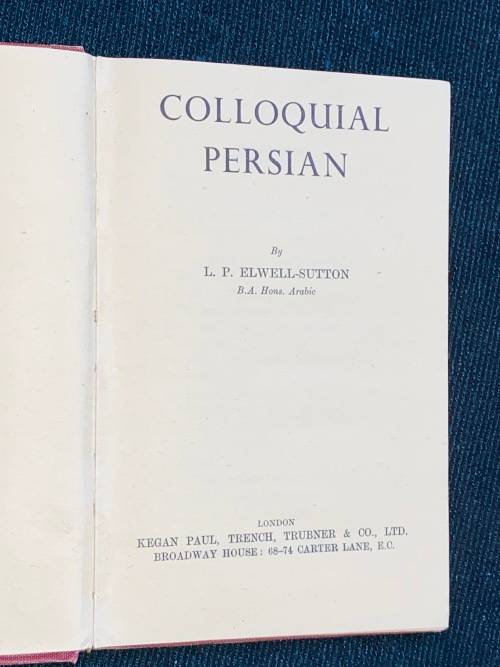 COLLOQUIAL
PERSIAN
By
L. P. ELWELL-SUTTON
B.A. Hons. Arabic
LONDON
KEGAN PAUL, TRENCH, TRUBNER & CO., LTD.
BROADWAY HOUSE: 68-74 CARTER LANE, E.C.